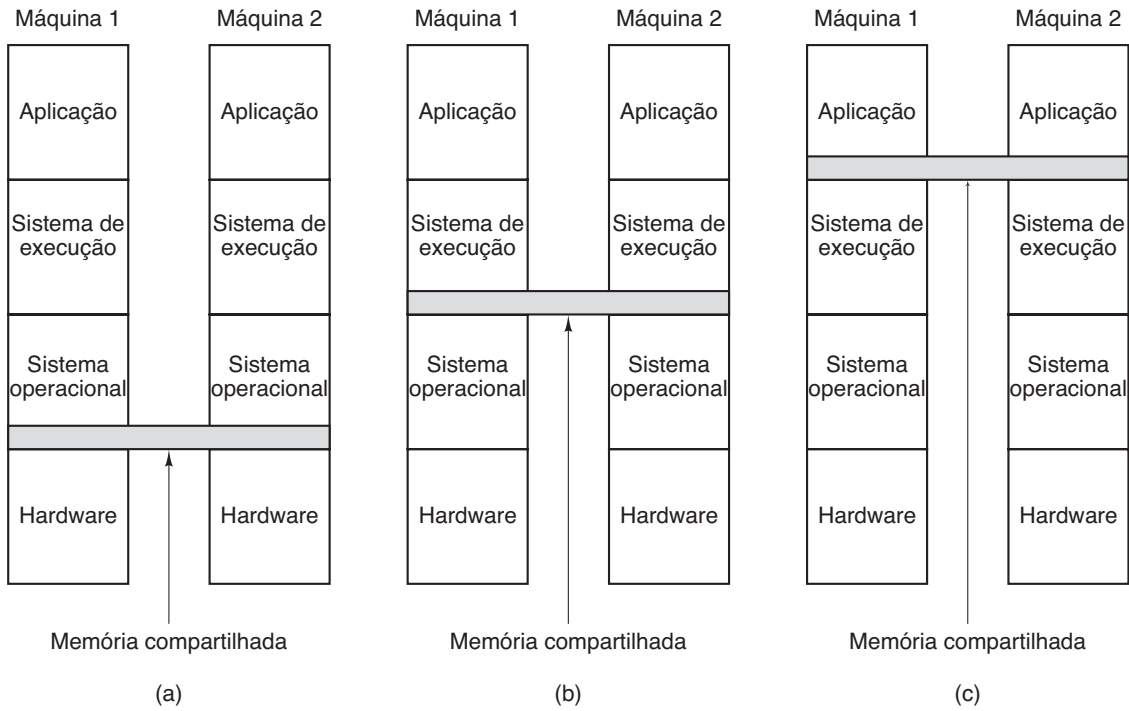 Máquina 1 Máquina 2
Aplicação Aplicação
Sistema de execução Sistema de execução
Sistema operacional Sistema operacional
Hardware Hardware
Memória compartilhada
(a)
Máquina 1 Máquina 2
Aplicação Aplicação
Sistema de execução Sistema de execução
Sistema operacional Sistema operacional
Hardware Hardware
Memória compartilhada
(b)
Máquina 1 Máquina 2
Aplicação Aplicação
Sistema de execução Sistema de execução
Sistema operacional Sistema operacional
Hardware Hardware
Memória compartilhada
(c)